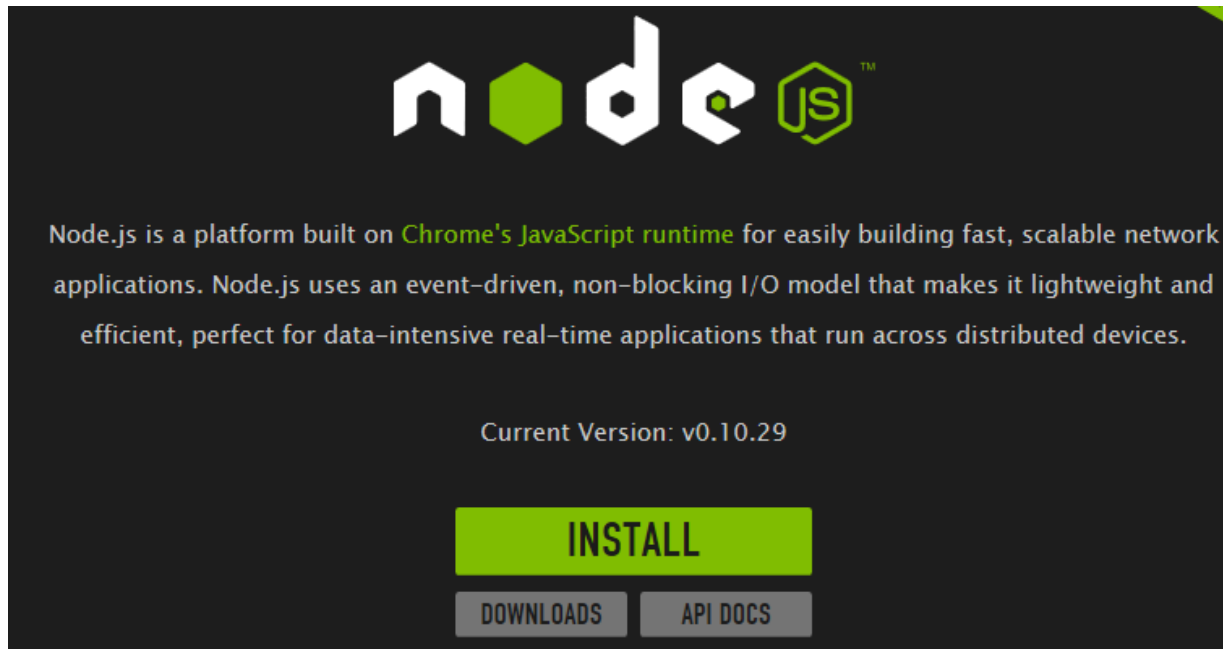 node JS™
Node.js is a platform built on Chrome's JavaScript runtime for easily building fast, scalable network
applications. Node.js uses an event-driven, non-blocking I/O model that makes it lightweight and
efficient, perfect for data-intensive real-time applications that run across distributed devices.
Current Version: v0.10.29
INSTALL
DOWNLOADS API DOCS